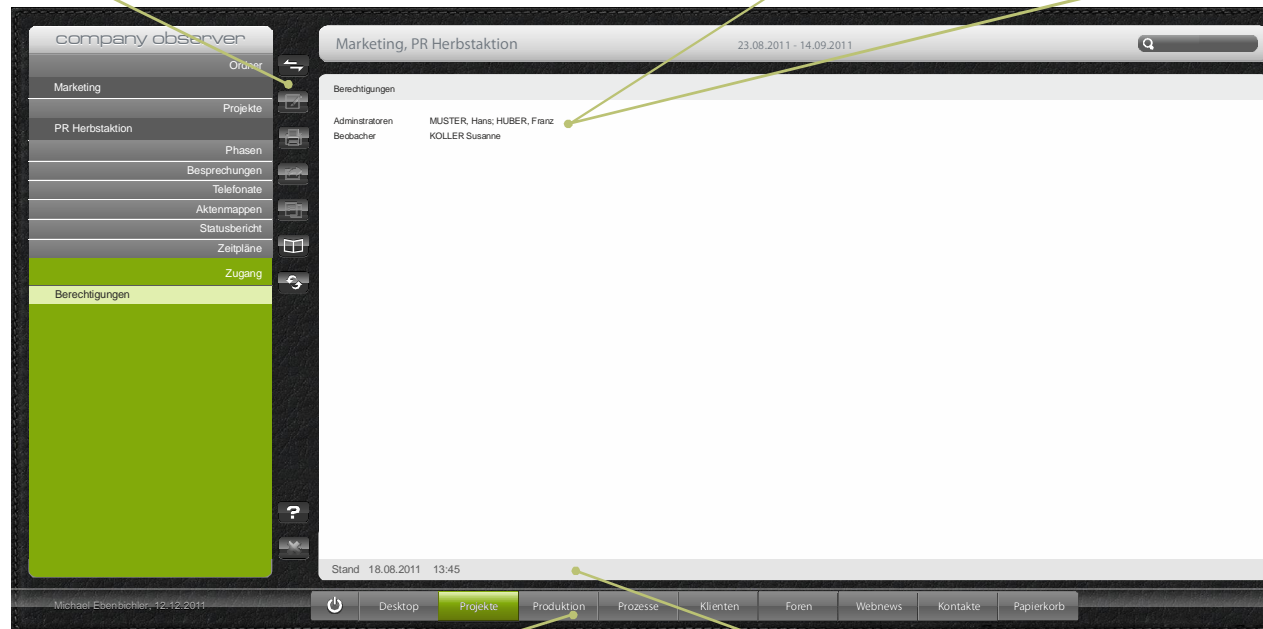 company observer
Ordner
Marketing
Projekte
PR Herbstaktion
Phasen
Besprechungen
Telefonate
Aktenmappen
Statusbericht
Zeitpläne
Zugang
Berechtigungen
Marketing, PR Herbstaktion 23.08.2011 - 14.09.2011
Berechtigungen
Adminstratoren MUSTER, Hans; HUBER, Franz
Beobacher KOLLER Susanne
?
Stand 18.08.2011 13:45
Michael Ebenbichler, 12.12.2011
Desktop Projekte Produktion Prozesse Klienten Foren Webnews Kontakte Papierkorb